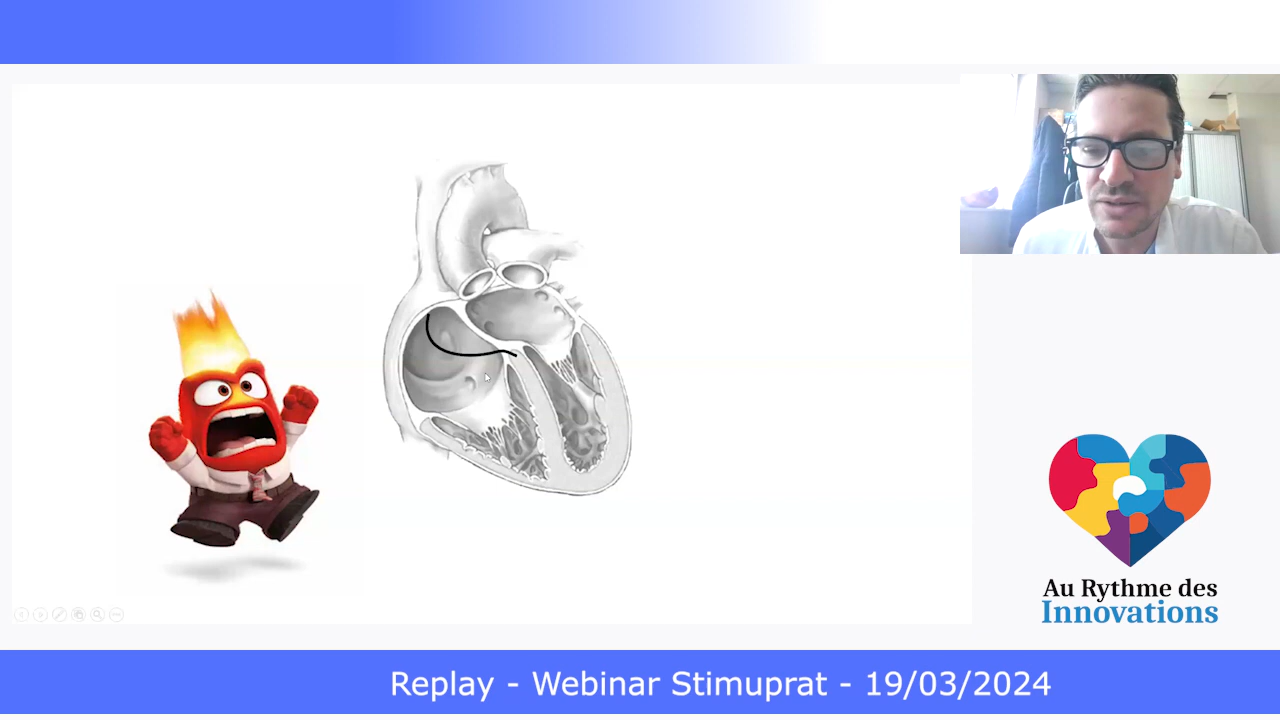 Au Rythme des
Innovations
Replay - Webinar Stimuprat - 19/03/2024